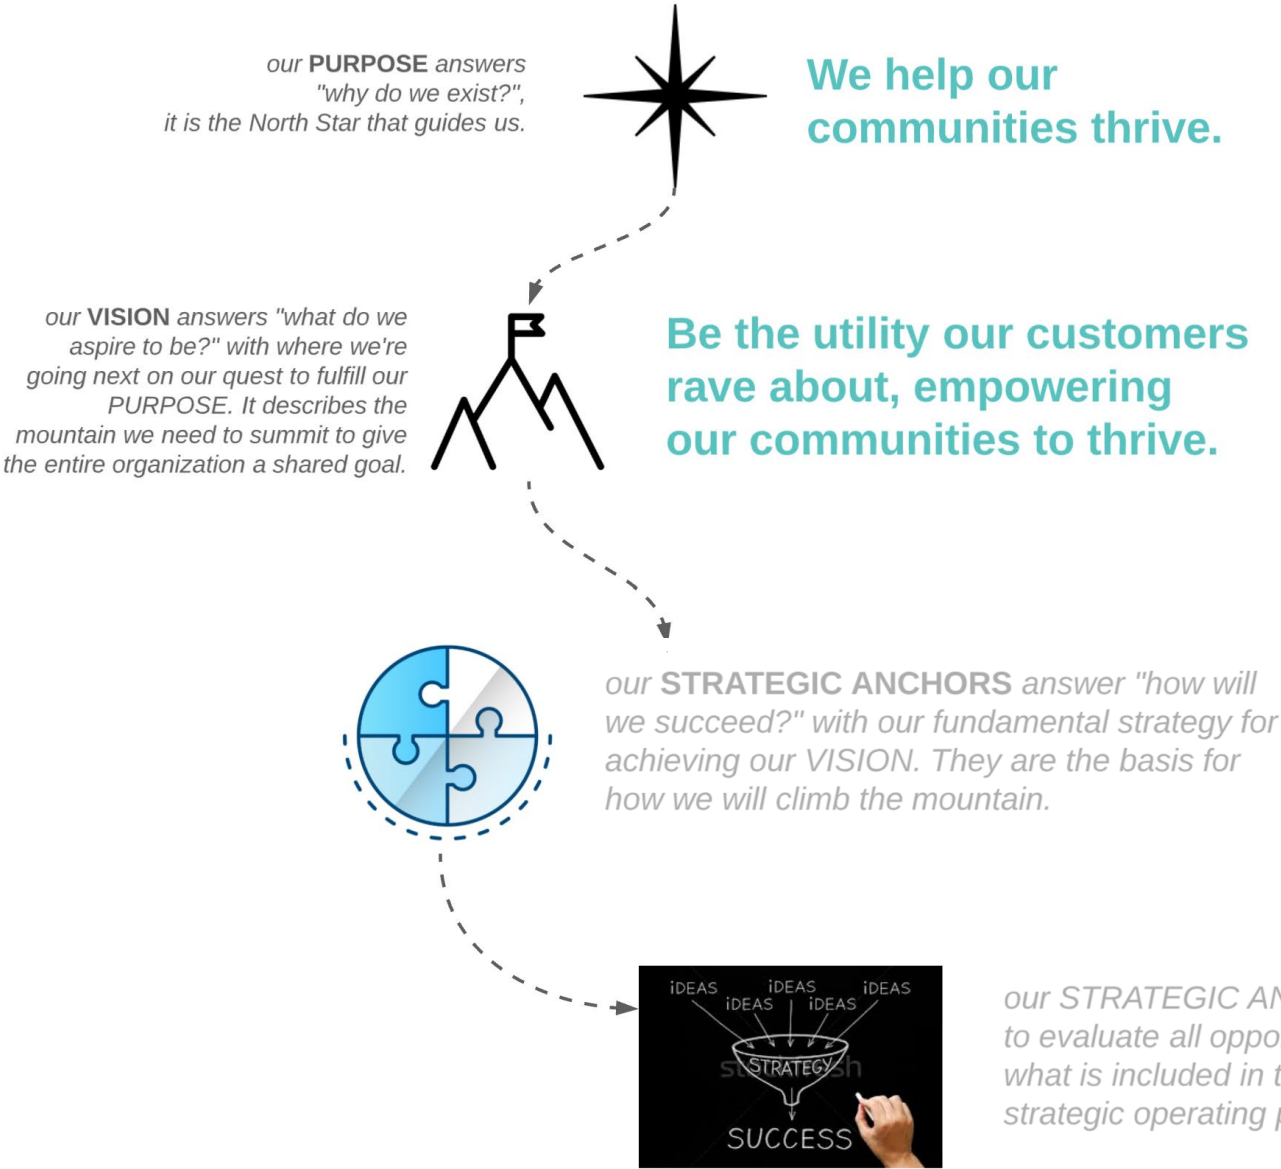 our PURPOSE answers
"why do we exist?",
it is the North Star that guides us.
We help our
communities thrive.
our VISION answers "what do we
aspire to be?" with where we're
going next on our quest to fulfill our
PURPOSE. It describes the
mountain we need to summit to give
the entire organization a shared goal.
Be the utility our customers
rave about, empowering
our communities to thrive.
our STRATEGIC ANCHORS answer "how will
we succeed?" with our fundamental strategy for
achieving our VISION. They are the basis for
how we will climb the mountain.
iDEAS iDEAS iDEAS
iDEAS iDEAS
STRATEGY
SUCCESS
our STRATEGIC
to evaluate all
what is included in
strategic operating